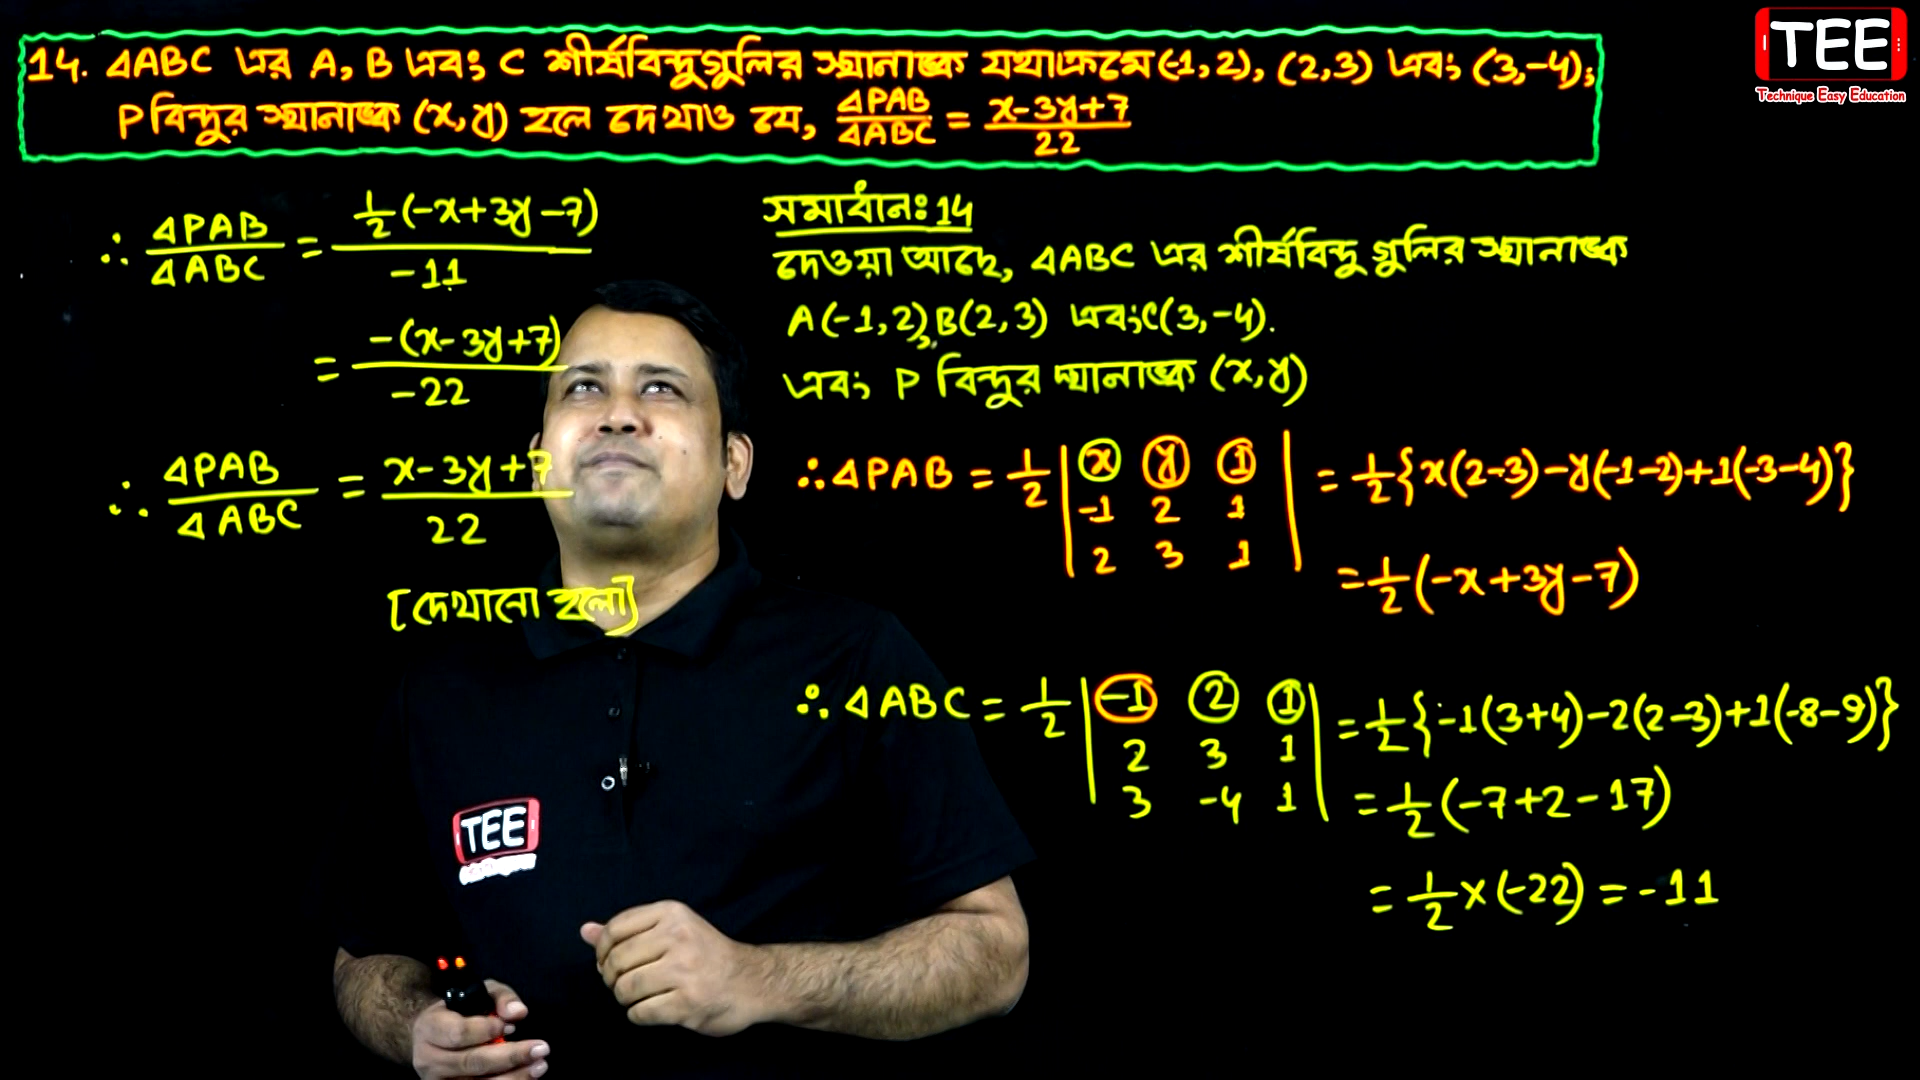 TEE
Technique Easy Education
14. ΔABC এর A, B এবং C শীর্ষবিন্দুগুলির স্থানাঙ্ক যথাক্রমে (-1, 2), (2,3) এবং (3,-4);
P বিন্দুর স্থানাঙ্ক (x, y) হলে দেখাও যে, ΔPAB/ΔABC = (x-3y+7)/22
∴ ΔPAB/ΔABC = ½(-x+3y-7)/-11
= -(x-3y+7)/-22
∴ ΔPAB/ΔABC = (x-3y+7)/22
[দেখানো হলো]
সমাধানঃ 14
দেওয়া আছে, ΔABC এর শীর্ষবিন্দু গুলির স্থানাঙ্ক
A(-1,2), B(2,3) এবং C(3,-4).
এবং P বিন্দুর স্থানাঙ্ক (x,y)
∴ ΔPAB = ½ | x y 1 | = ½{x(2-3)-y(-1-2)+1(-3-4)}
-1 2 1
2 3 1
= ½(-x+3y-7)
∴ ΔABC = ½ | -1 2 1 | = ½{-1(3+4)-2(2-3)+1(-8-9)}
2 3 1
3 -4 1
= ½(-7+2-17)
= ½×(-22) = -11
TEE